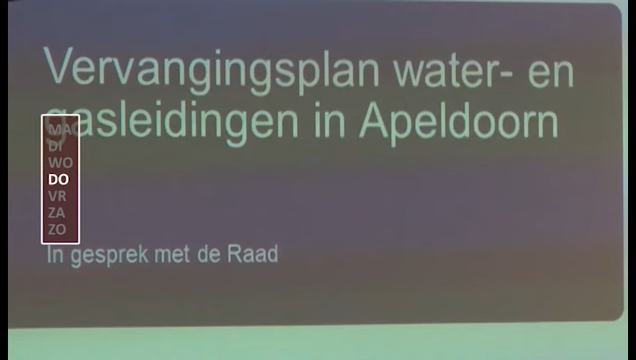 Vervangingsplan water- en
gasleidingen in Apeldoorn
MA
DI
WO
DO
VR
ZA
ZO
In gesprek met de Raad